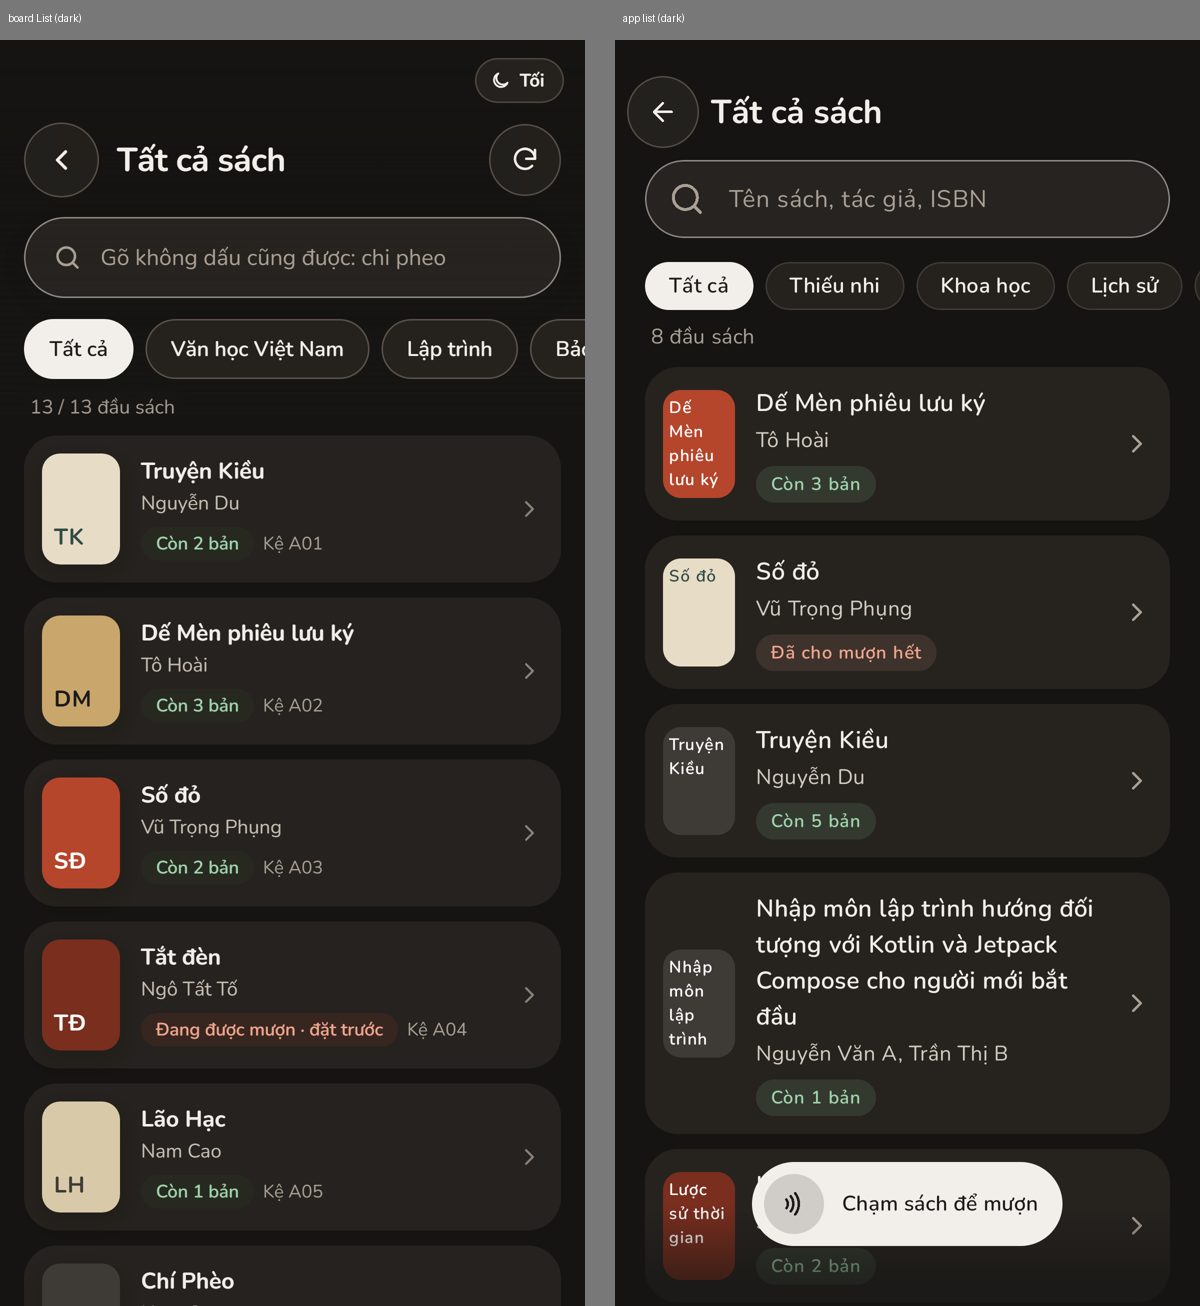 board List (dark)
Tối
Tất cả sách
Gõ không dấu cũng được: chi pheo
Tất cả
Văn học Việt Nam
Lập trình
13 / 13 đầu sách
TK
Truyện Kiều
Nguyễn Du
Còn 2 bản
Kệ A01
DM
Dế Mèn phiêu lưu ký
Tô Hoài
Còn 3 bản
Kệ A02
SĐ
Số đỏ
Vũ Trọng Phụng
Còn 2 bản
Kệ A03
TĐ
Tắt đèn
Ngô Tất Tố
Đang được mượn · đặt trước
Kệ A04
LH
Lão Hạc
Nam Cao
Còn 1 bản
Kệ A05
Chí Phèo
app list (dark)
Tất cả sách
Tên sách, tác giả, ISBN
Tất cả
Thiếu nhi
Khoa học
Lịch sử
8 đầu sách
Dế
Mèn
phiêu
lưu ký
Dế Mèn phiêu lưu ký
Tô Hoài
Còn 3 bản
Số đỏ
Số đỏ
Vũ Trọng Phụng
Đã cho mượn hết
Truyện
Kiều
Truyện Kiều
Nguyễn Du
Còn 5 bản
Nhập
môn
lập
trình
Nhập môn lập trình hướng đối
tượng với Kotlin và Jetpack
Compose cho người mới bắt
đầu
Nguyễn Văn A, Trần Thị B
Còn 1 bản
Lược
sử thời
gian
Chạm sách để mượn
Còn 2 bản